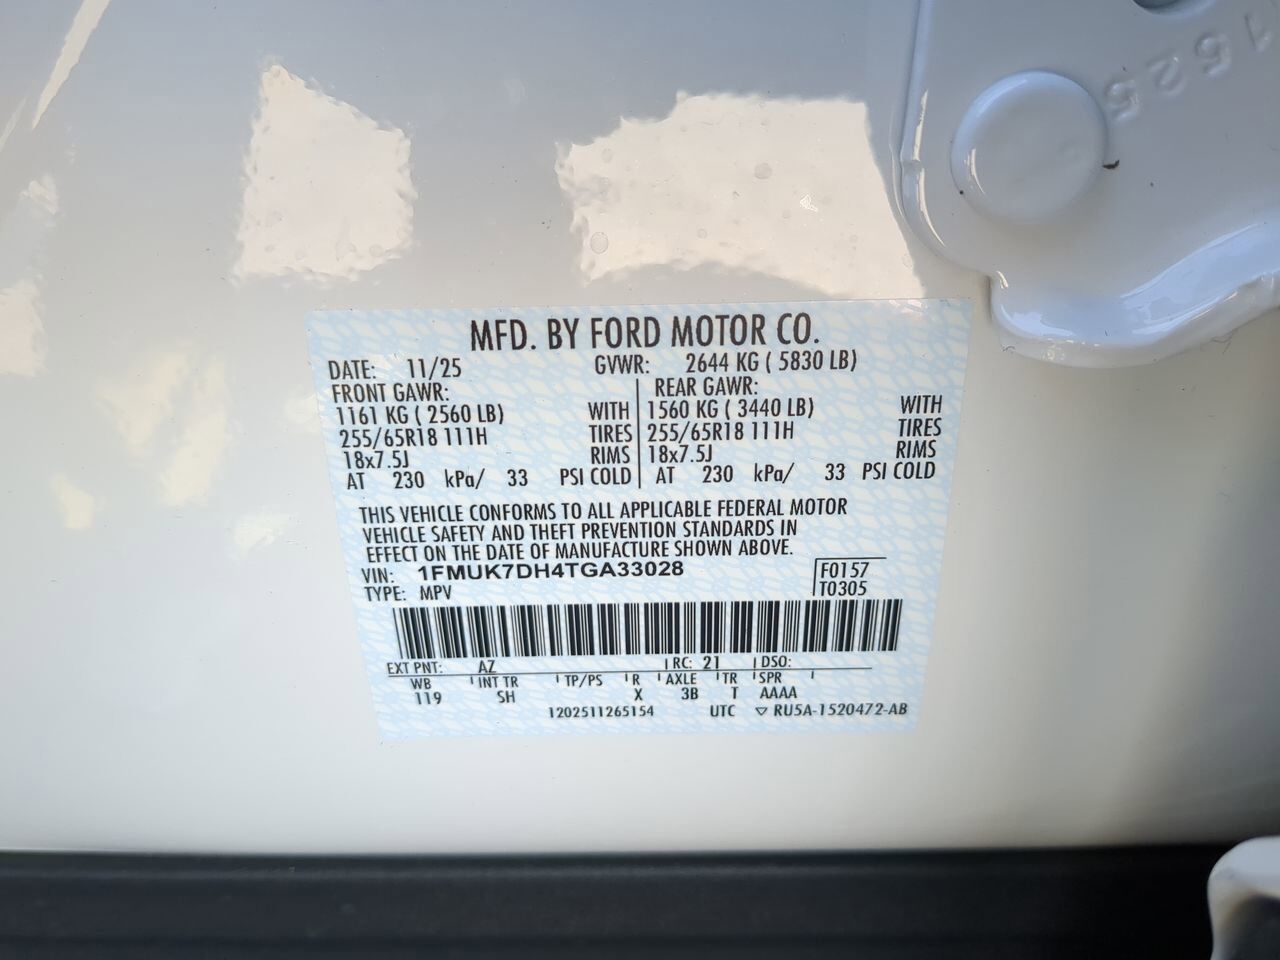 1525
MFD. BY FORD MOTOR CO.
DATE: 11/25 GVWR: 2644 KG ( 5830 LB)
FRONT GAWR: REAR GAWR:
1161 KG ( 2560 LB) WITH 1560 KG ( 3440 LB) WITH
255/65R18 111H TIRES 255/65R18 111H TIRES
18x7.5J RIMS 18x7.5J RIMS
AT 230 kPa/ 33 PSI COLD AT 230 kPa/ 33 PSI COLD
THIS VEHICLE CONFORMS TO ALL APPLICABLE FEDERAL MOTOR
VEHICLE SAFETY AND THEFT PREVENTION STANDARDS IN
EFFECT ON THE DATE OF MANUFACTURE SHOWN ABOVE.
VIN: 1FMUK7DH4TGA33028 F0157
TYPE: MPV T0305
EXT PNT: AZ RC: 21 DSO:
WB INT TR TP/PS R AXLE TR SPR
119 SH X 3B T AAAA
1202511265154 UTC ▽ RU5A-1520472-AB